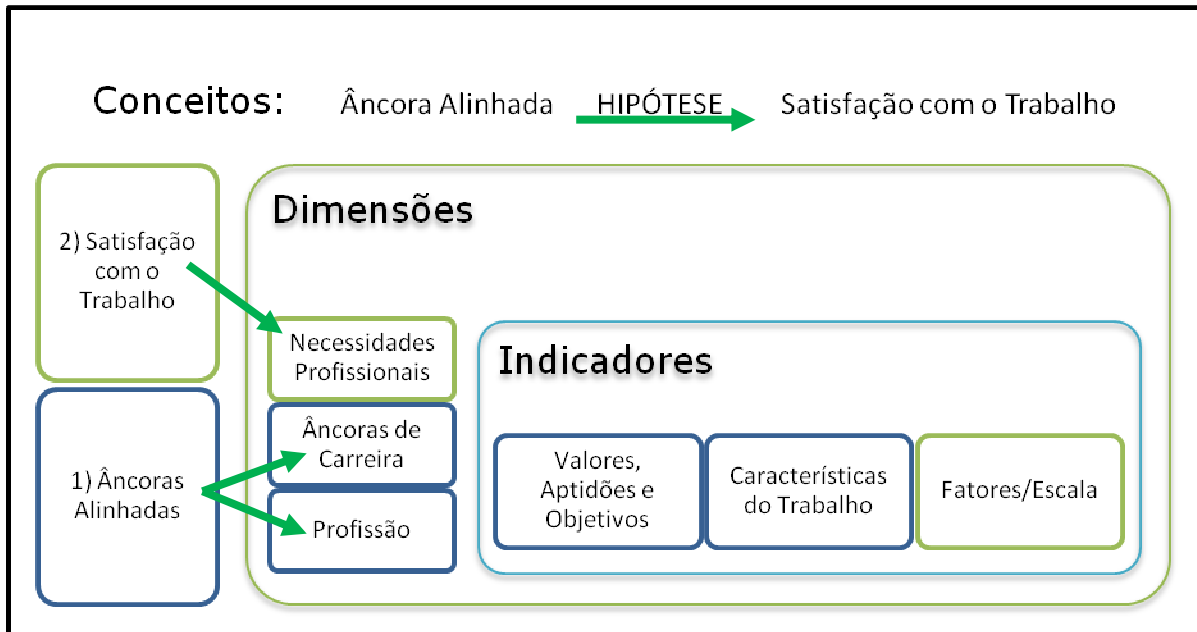 Conceitos: Âncora Alinhada HIPÓTESE Satisfação com o Trabalho
2) Satisfação
com o
Trabalho
1) Âncoras
Alinhadas
Dimensões
Necessidades
Profissionais
Âncoras de
Carreira
Profissão
Indicadores
Valores,
Aptidões e
Objetivos
Características
do Trabalho
Fatores/Escala